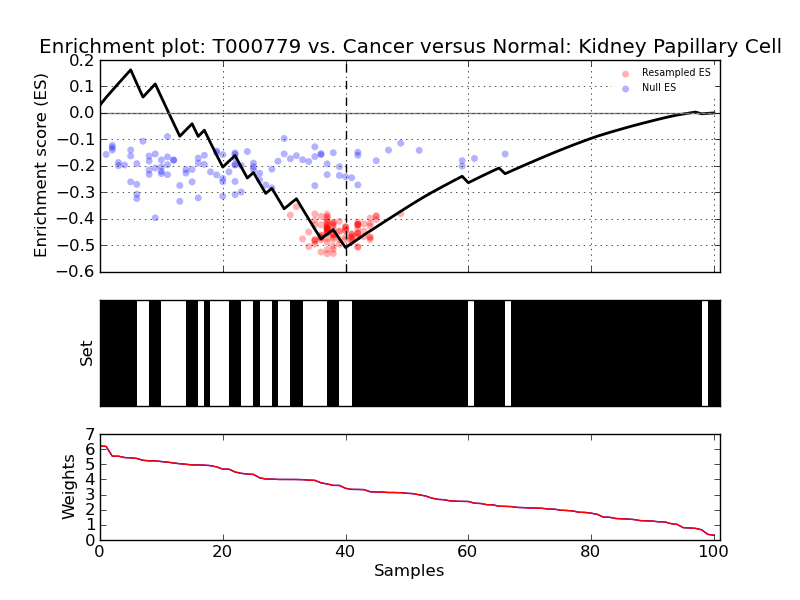 Enrichment plot: T000779 vs. Cancer versus Normal: Kidney Papillary Cell
Enrichment score (ES)
0.2
0.1
0.0
−0.1
−0.2
−0.3
−0.4
−0.5
−0.6
Resampled ES
Null ES
Set
Weights
7
6
5
4
3
2
1
0
0 20 40 60 80 100
Samples